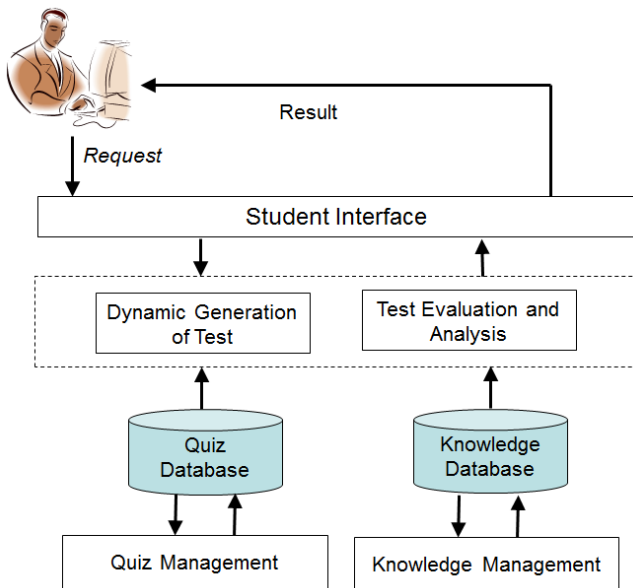 Result
Request
Student Interface
Dynamic Generation
of Test
Test Evaluation and
Analysis
Quiz
Database
Knowledge
Database
Quiz Management
Knowledge Management